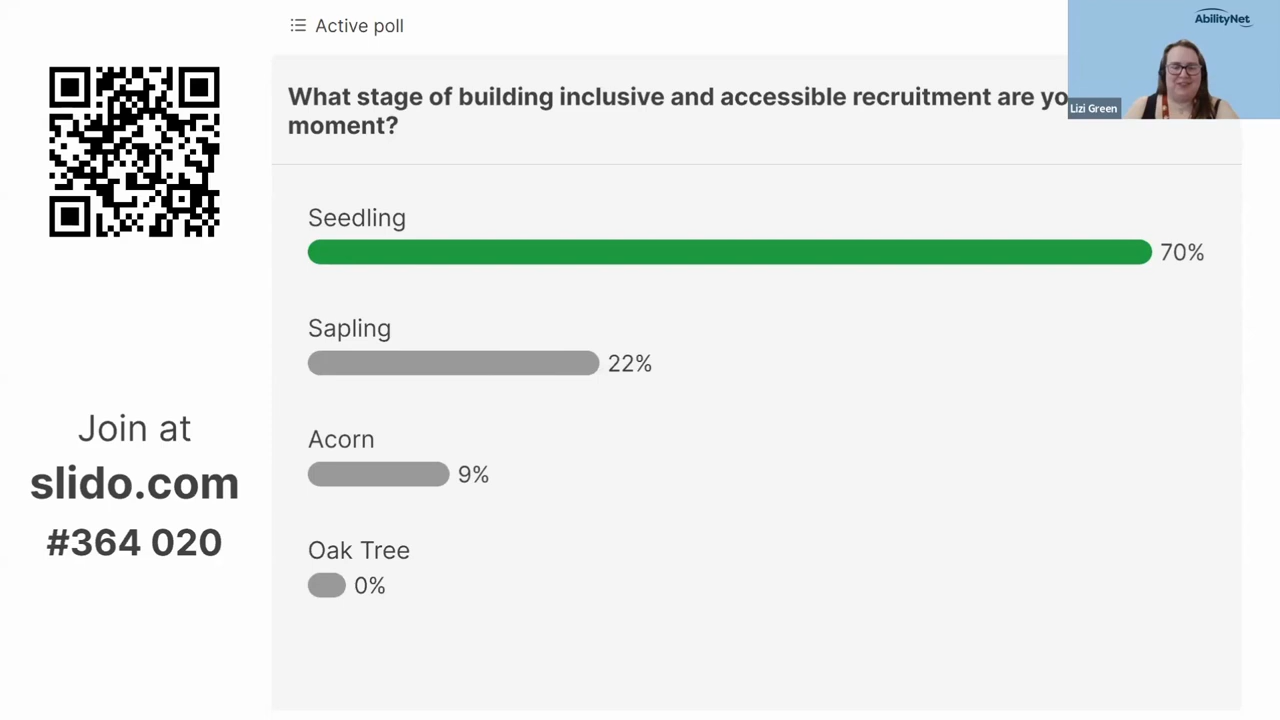 Active poll
AbilityNet
What stage of building inclusive and accessible recruitment are
moment?
Lizi Green
Seedling
70%
Sapling
22%
Acorn
9%
Oak Tree
0%
Join at
slido.com
#364 020